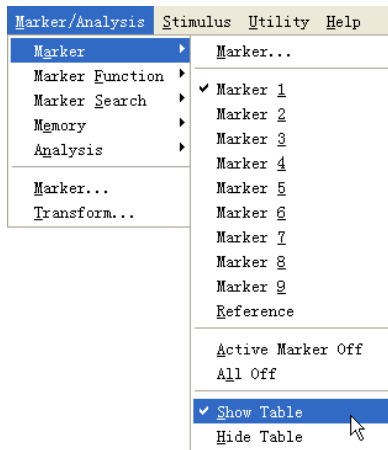 Marker/Analysis Stimulus Utility Help
Marker
Marker Function
Marker Search
Memory
Analysis
Marker...
Transform...
Marker...
Marker 1
Marker 2
Marker 3
Marker 4
Marker 5
Marker 6
Marker 7
Marker 8
Marker 9
Reference
Active Marker Off
All Off
Show Table
Hide Table